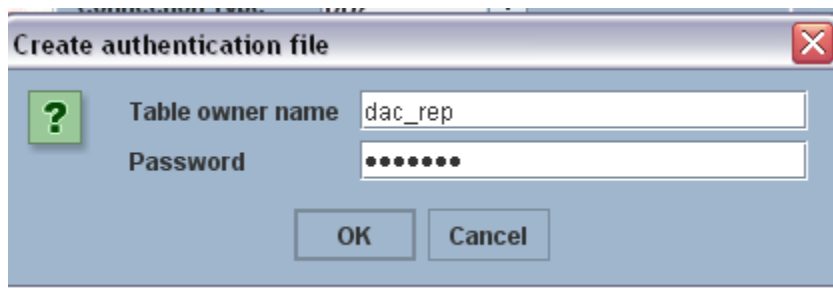 Create authentication file
? Table owner name dac_rep
Password •••••••
OK Cancel